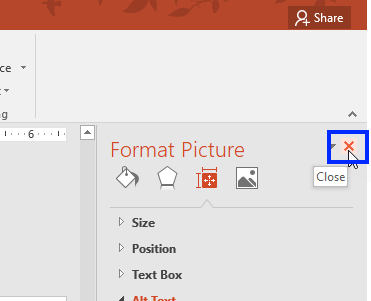 Share
ce
g
6
Format Picture
Close
Size
Position
Text Box
Alt Text